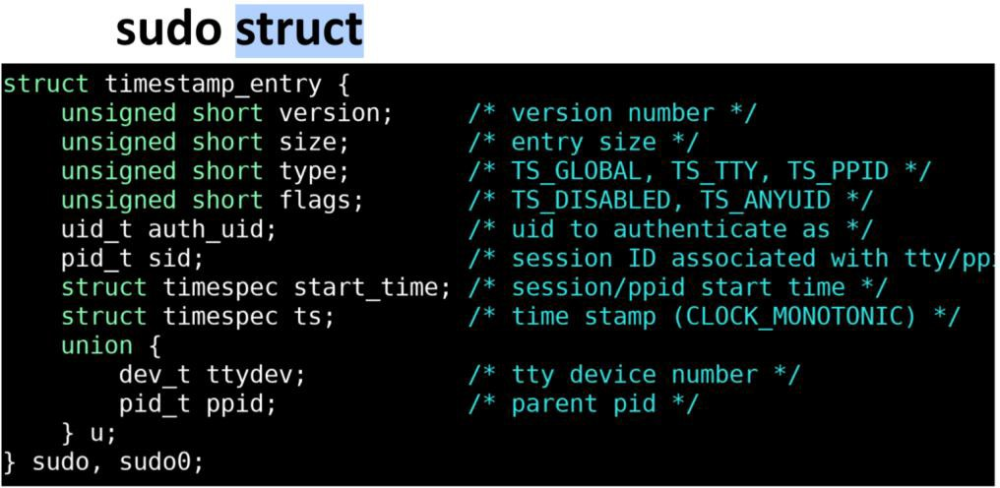 sudo struct
struct timestamp_entry {
    unsigned short version;     /* version number */
    unsigned short size;        /* entry size */
    unsigned short type;        /* TS_GLOBAL, TS_TTY, TS_PPID */
    unsigned short flags;       /* TS_DISABLED, TS_ANYUID */
    uid_t auth_uid;             /* uid to authenticate as */
    pid_t sid;                  /* session ID associated with tty/pp
    struct timespec start_time; /* session/ppid start time */
    struct timespec ts;         /* time stamp (CLOCK_MONOTONIC) */
    union {
        dev_t ttydev;           /* tty device number */
        pid_t ppid;             /* parent pid */
    } u;
} sudo, sudo0;